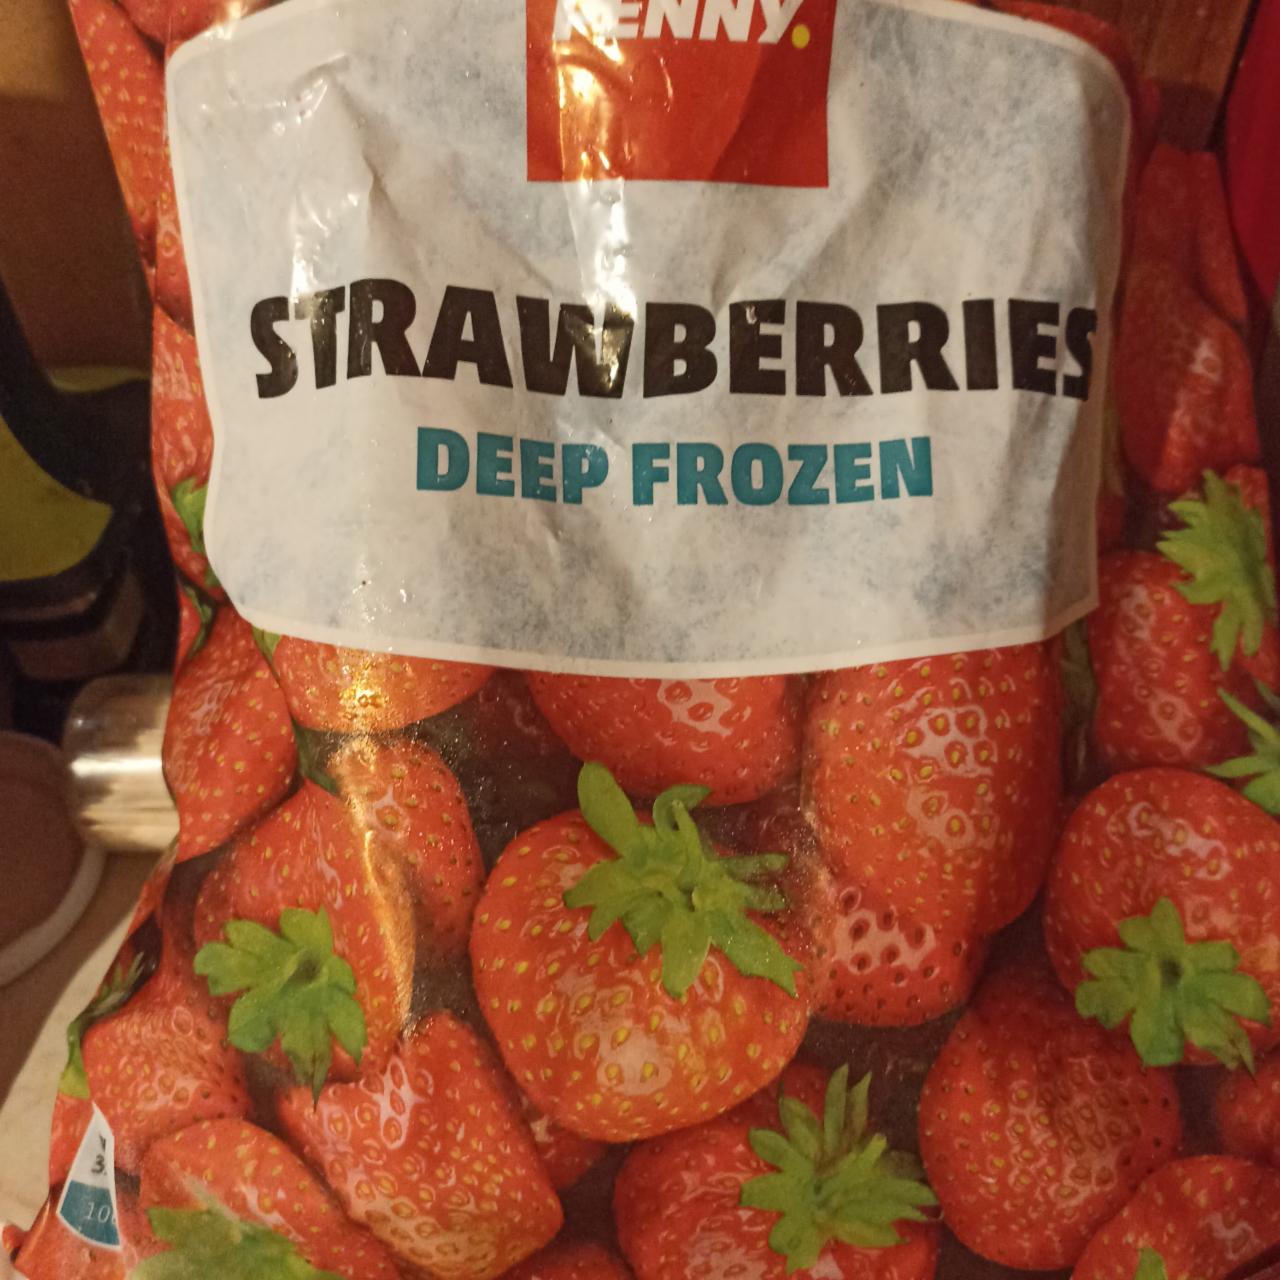 PENNY.
STRAWBERRIES
DEEP FROZEN